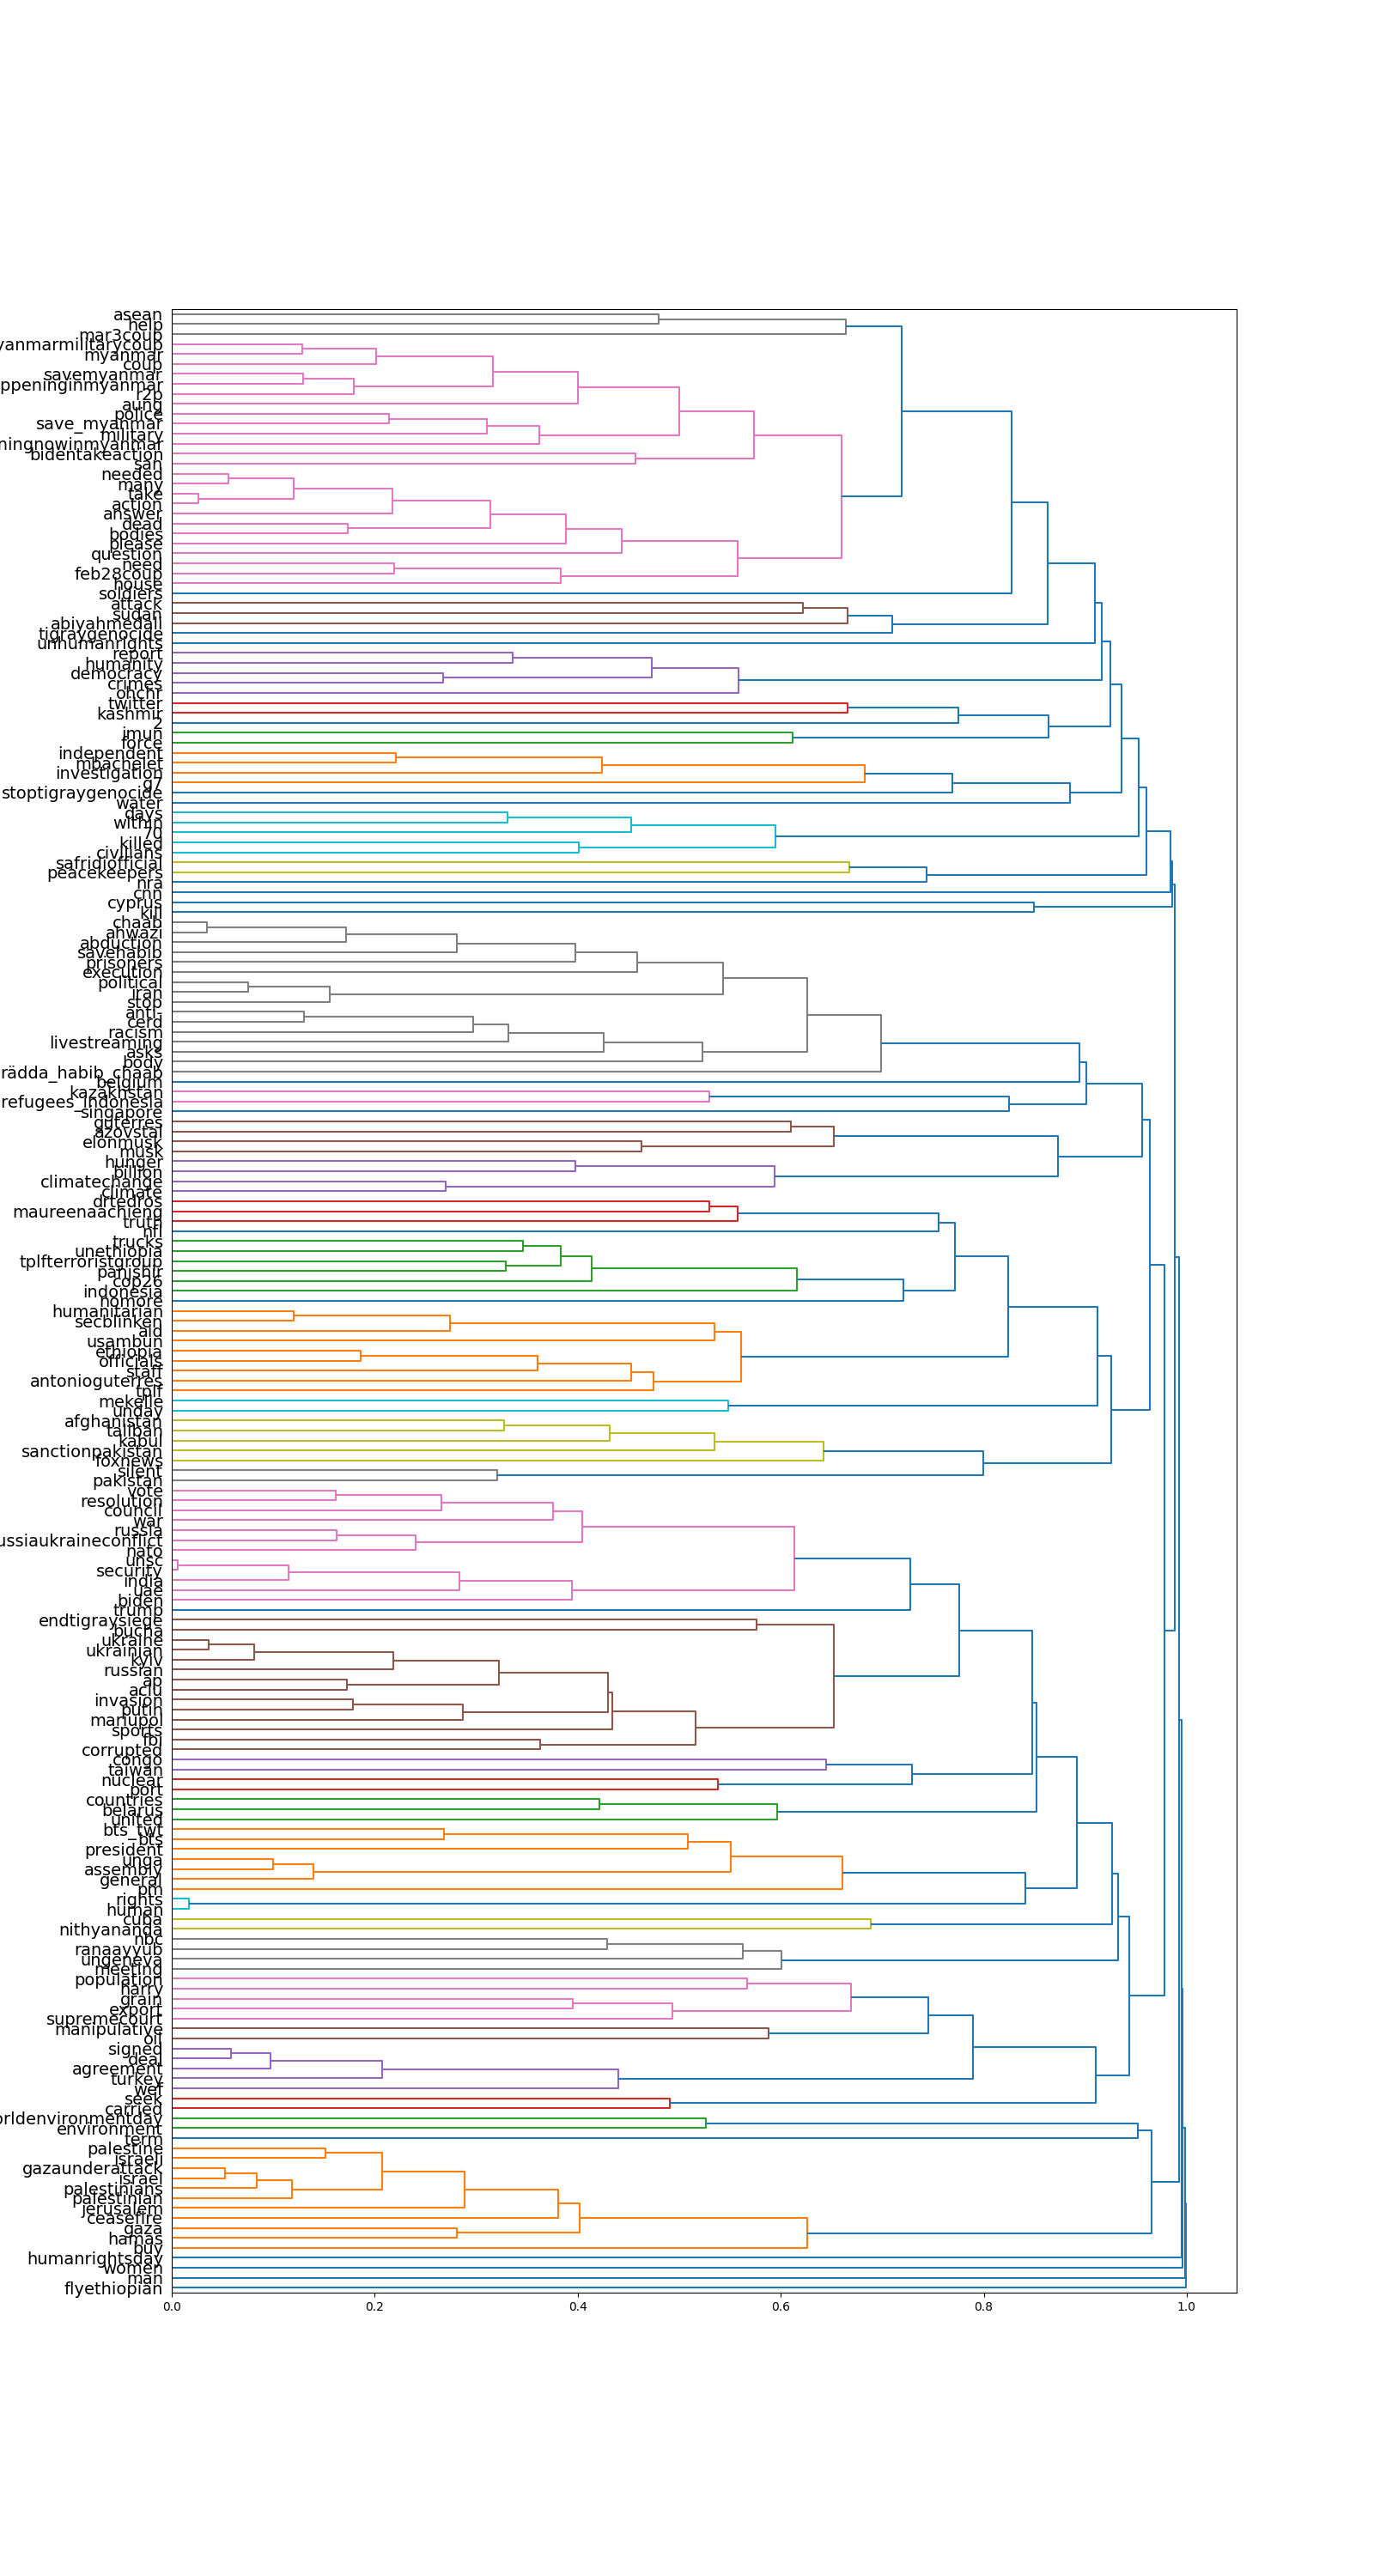 asean
help
mar3coup
yanmarmilitarycoup
myanmar
coup
savemyanmar
ppeninginmyanmar
r2p
aung
police
save_myanmar
military
ningnowinmyanmar
bidentakeaction
san
needed
many
take
action
answer
dead
bodies
please
question
need
feb28coup
house
soldiers
attack
sudan
abiyahmedali
tigraygenocide
unhumanrights
report
humanity
democracy
crimes
ohchr
twitter
kashmir
2
imun
force
independent
mbachelet
investigation
g7
stoptigraygenocide
water
days
within
70
killed
civilians
safridiofficial
peacekeepers
nra
cnn
cyprus
kill
chaab
ahwazi
abduction
savehabib
prisoners
execution
political
iran
stop
anti-
cerd
racism
livestreaming
asks
body
rädda_habib_chaab
belgium
kazakhstan
refugees_indonesia
singapore
guterres
azovstal
elonmusk
musk
hunger
billion
climatechange
climate
drtedros
maureenaachieng
truth
nfl
trucks
unethiopia
tplfterroristgroup
panjshir
cop26
indonesia
nomore
humanitarian
secblinken
aid
usambun
ethiopia
officials
staff
antonioguterres
tplf
mekelle
unday
afghanistan
taliban
kabul
sanctionpakistan
foxnews
silent
pakistan
vote
resolution
council
war
russia
ussiaukraineconflict
nato
unsc
security
india
uae
biden
trump
endtigraysiege
bucha
ukraine
ukrainian
kyiv
russian
ap
aclu
invasion
putin
mariupol
sports
fbi
corrupted
congo
taiwan
nuclear
port
countries
belarus
united
bts_twt
bts
president
unga
assembly
general
pm
rights
human
cuba
nithyananda
nbc
ranaayyub
ungeneva
meeting
population
harry
grain
export
supremecourt
manipulative
oil
signed
deal
agreement
turkey
wef
seek
carried
orldenvironmentday
environment
term
palestine
israeli
gazaunderattack
israel
palestinians
palestinian
jerusalem
ceasefire
gaza
hamas
buy
humanrightsday
women
man
flyethiopian
0.0 0.2 0.4 0.6 0.8 1.0